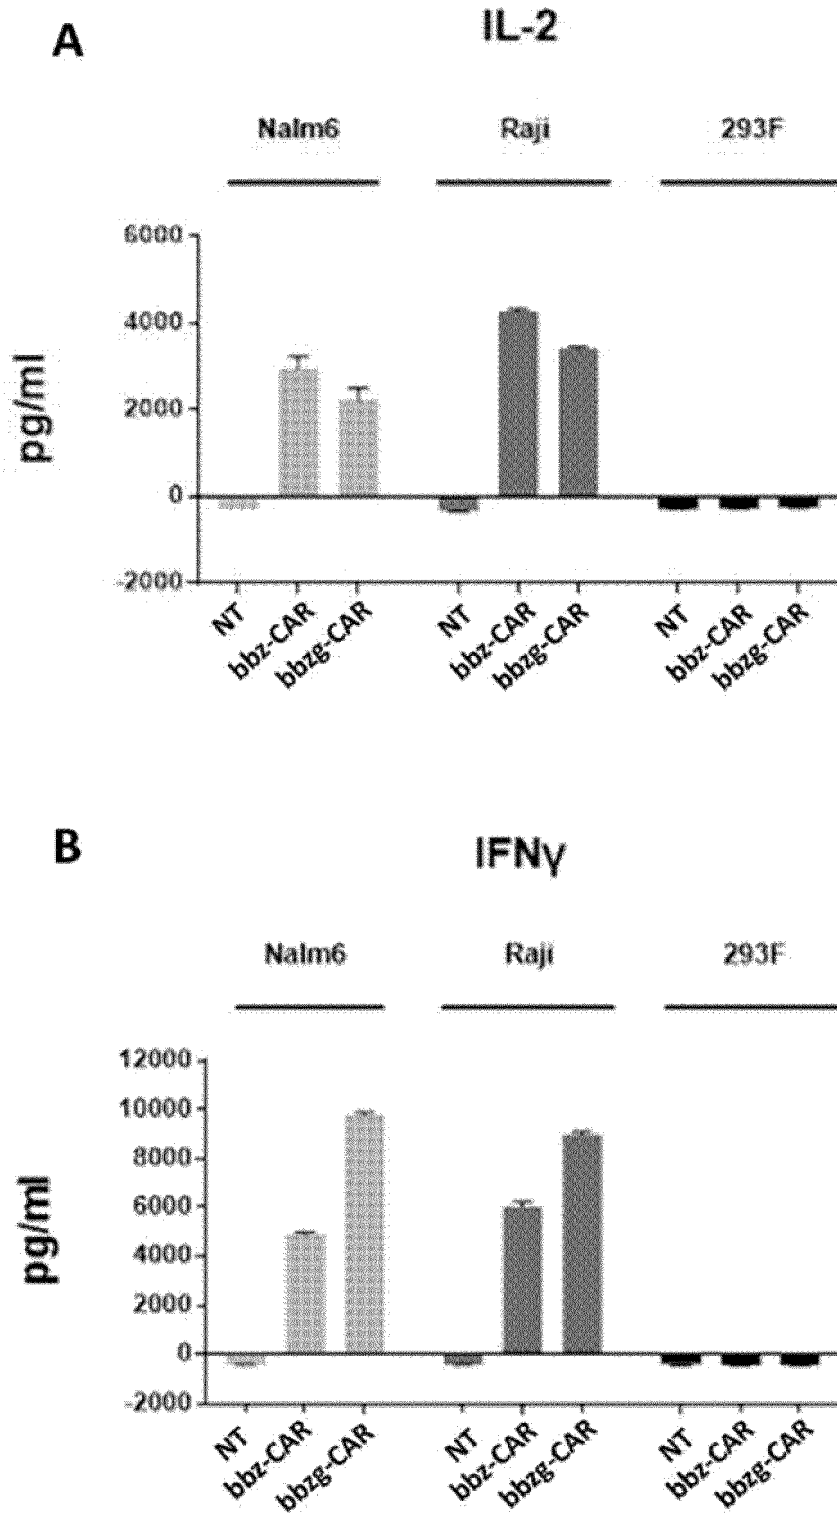 A
IL-2
Nalm6 Raji 293F
6000
4000
2000
0
-2000
pg/ml
NT bbz-CAR bbzg-CAR NT bbz-CAR bbzg-CAR NT bbz-CAR bbzg-CAR
B
IFNγ
Nalm6 Raji 293F
12000
10000
8000
6000
4000
2000
0
-2000
pg/ml
NT bbz-CAR bbzg-CAR NT bbz-CAR bbzg-CAR NT bbz-CAR bbzg-CAR